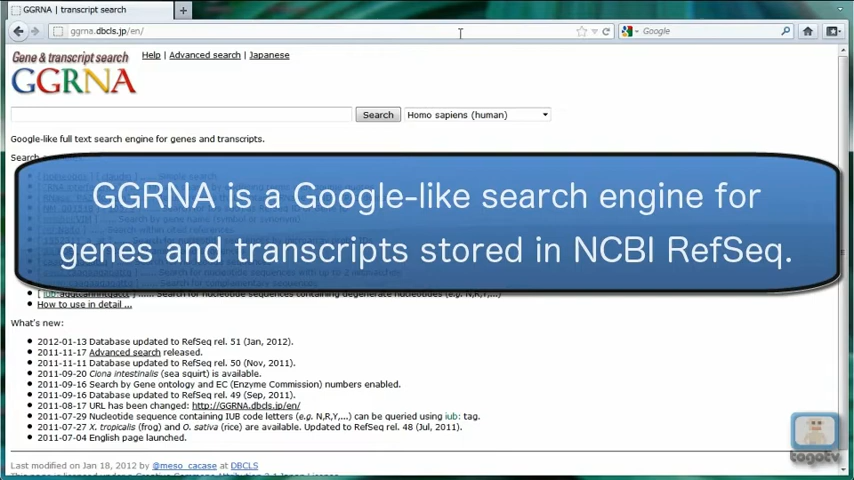 GGRNA | transcript search
ggrna.dbcls.jp/en/
Google
Gene & transcript search
GGRNA
Help | Advanced search | Japanese
Search
Homo sapiens (human)
Google-like full text search engine for genes and transcripts.
GGRNA is a Google-like search engine for
genes and transcripts stored in NCBI RefSeq.
How to use in detail ...
What's new:
2012-01-13 Database updated to RefSeq rel. 51 (Jan, 2012).
2011-11-17 Advanced search released.
2011-11-11 Database updated to RefSeq rel. 50 (Nov, 2011).
2011-09-20 Ciona intestinalis (sea squirt) is available.
2011-09-16 Search by Gene ontology and EC (Enzyme Commission) numbers enabled.
2011-09-16 Database updated to RefSeq rel. 49 (Sep, 2011).
2011-08-17 URL has been changed: http://GGRNA.dbcls.jp/en/
2011-07-29 Nucleotide sequence containing IUB code letters (e.g. N,R,Y,...) can be queried using iub: tag.
2011-07-27 X. tropicalis (frog) and O. sativa (rice) are available. Updated to RefSeq rel. 48 (Jul, 2011).
2011-07-04 English page launched.
Last modified on Jan 18, 2012 by @meso_cacase at DBCLS
togotv